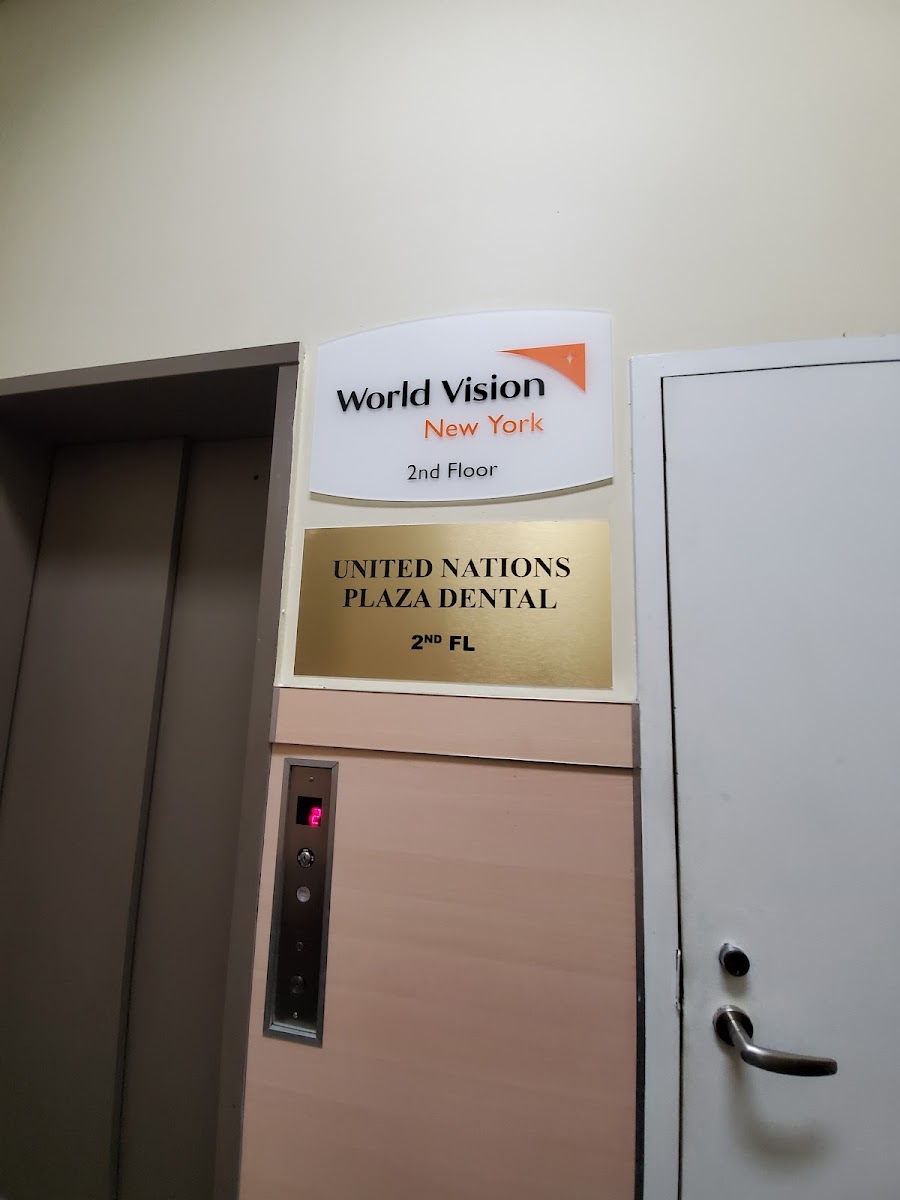 World Vision
New York
2nd Floor
UNITED NATIONS
PLAZA DENTAL
2ND FL
2